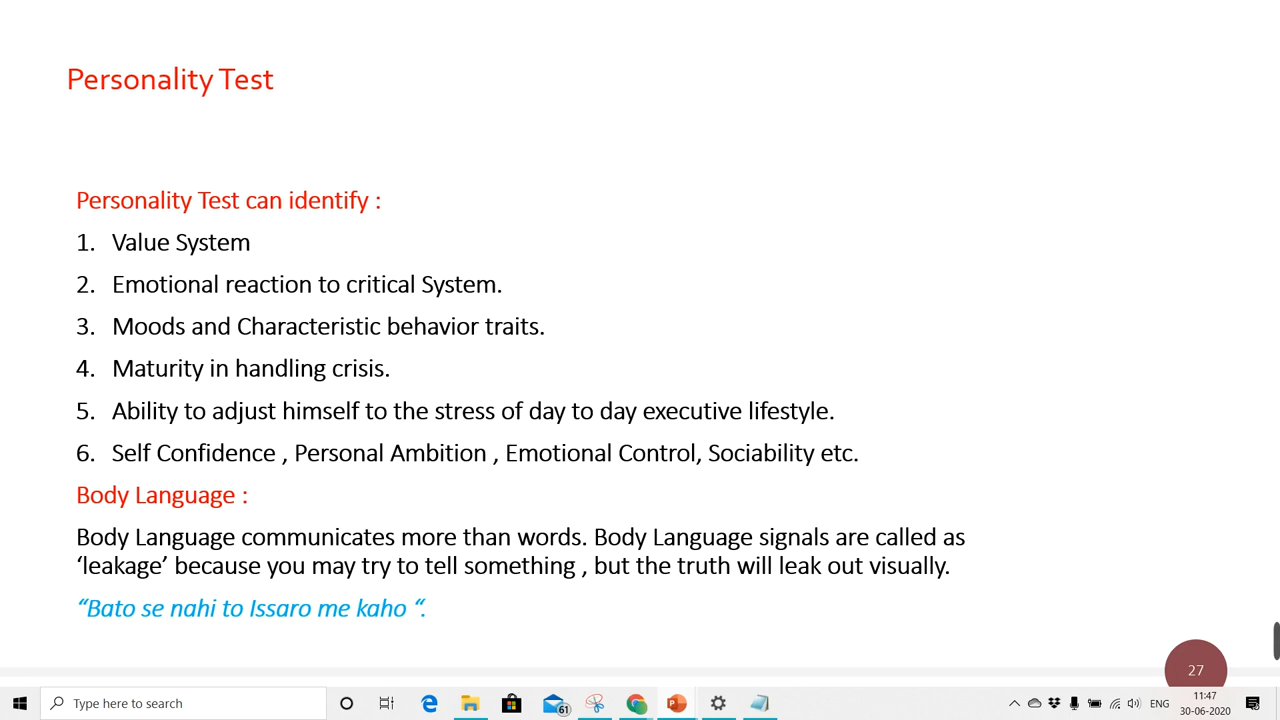 Personality Test
Personality Test can identify :
1. Value System
2. Emotional reaction to critical System.
3. Moods and Characteristic behavior traits.
4. Maturity in handling crisis.
5. Ability to adjust himself to the stress of day to day executive lifestyle.
6. Self Confidence , Personal Ambition , Emotional Control, Sociability etc.
Body Language :
Body Language communicates more than words. Body Language signals are called as
‘leakage’ because you may try to tell something , but the truth will leak out visually.
“Bato se nahi to Issaro me kaho “.
27
Type here to search
61
ENG
11:47
30-06-2020